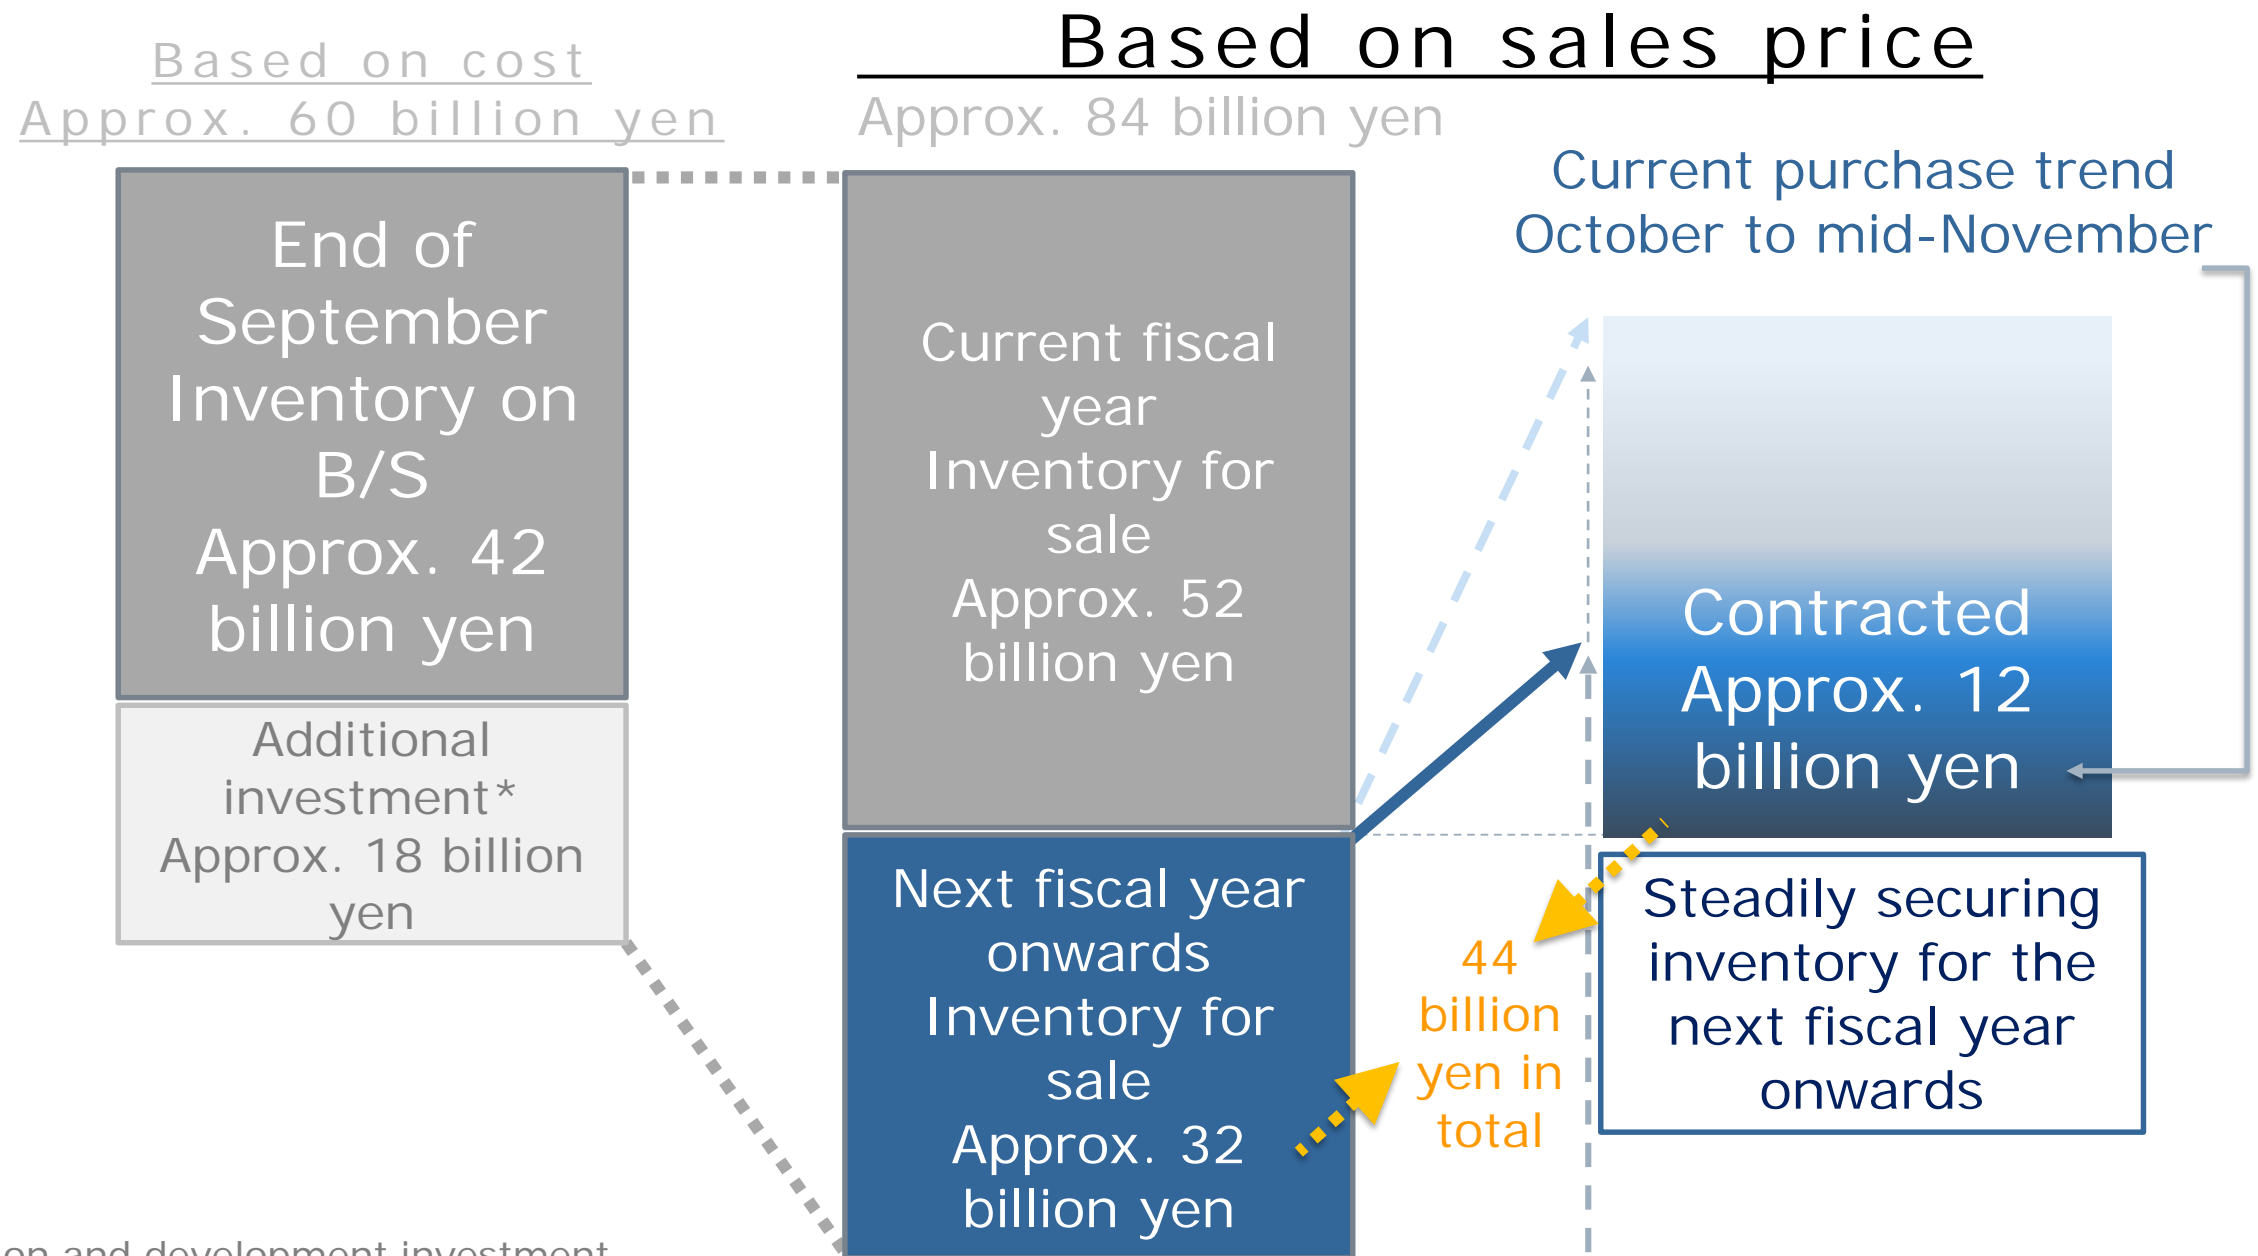 Based on cost
Approx. 60 billion yen
Based on sales price
Approx. 84 billion yen
End of
September
Inventory on
B/S
Approx. 42
billion yen
Additional
investment*
Approx. 18 billion
yen
Current fiscal
year
Inventory for
sale
Approx. 52
billion yen
Next fiscal year
onwards
Inventory for
sale
Approx. 32
billion yen
Current purchase trend
October to mid-November
Contracted
Approx. 12
billion yen
44
billion
yen in
total
Steadily securing
inventory for the
next fiscal year
onwards
and development investment